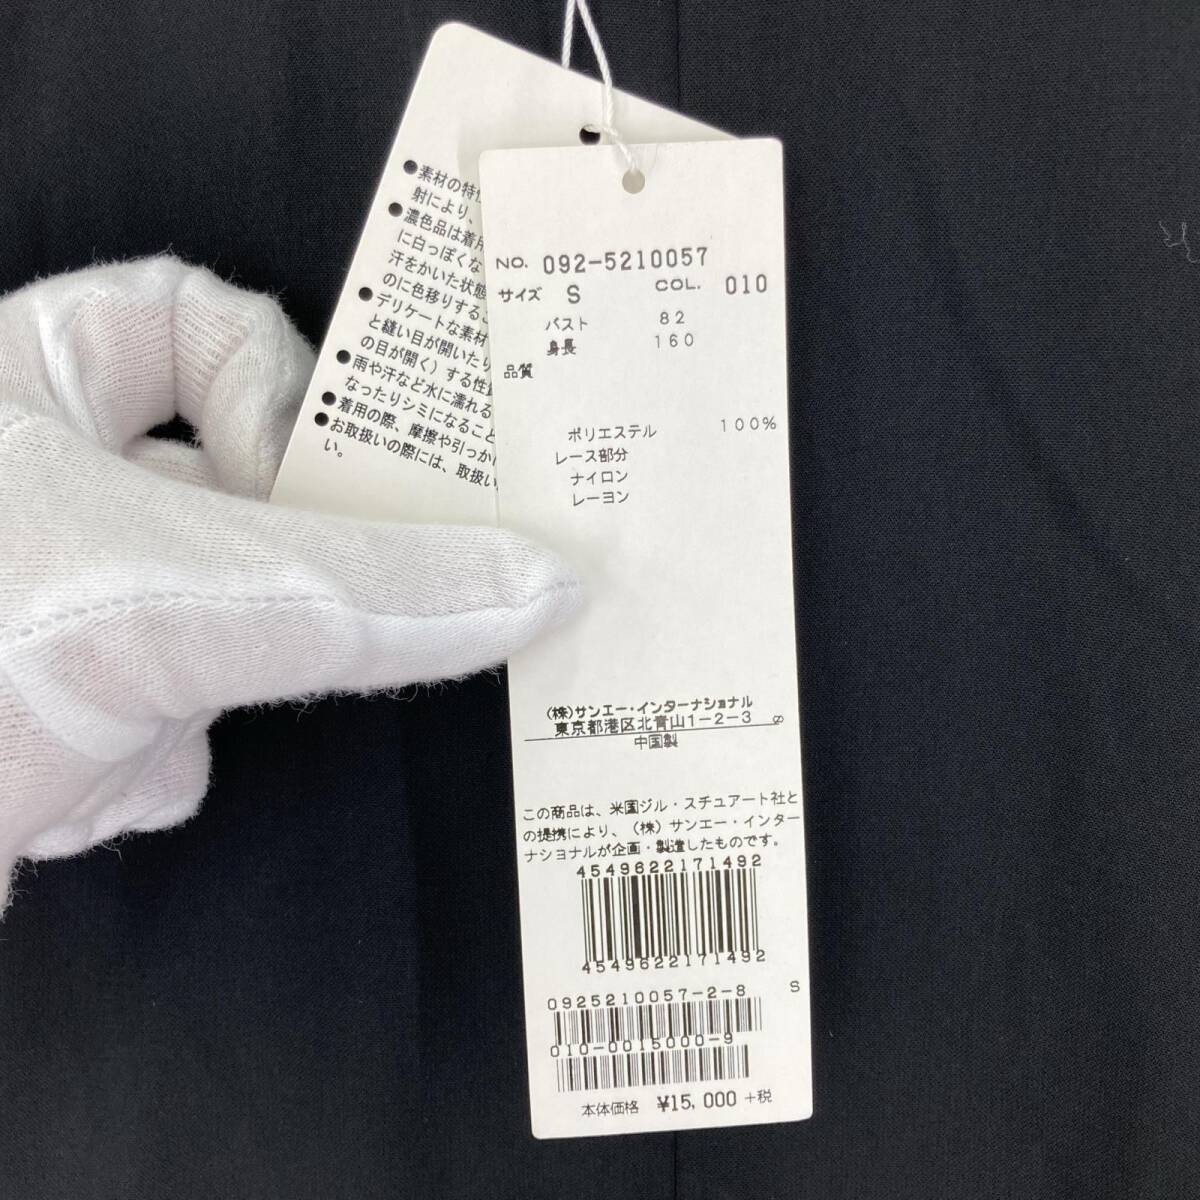 ●素材の特
射により、
●濃色品は着用
に白っぽくな
汗をかいた状態
のに色移りするこ
●デリケートな素材
と縫い目が開いたり
の目が開く）する性質
●雨や汗など水に濡れる
なったりシミになること
●着用の際、摩擦や引っか
●お取扱いの際には、取扱い
い。
NO. 092-5210057
サイズ S COL. 010
バスト 82
身長 160
品質
ポリエステル 100%
レース部分
ナイロン
レーヨン
(株)サンエー・インターナショナル
東京都港区北青山1-2-3
中国製
この商品は、米国ジル・スチュアート社と
の提携により、（株）サンエー・インター
ナショナルが企画・製造したものです。
4549622171492
4549622171492
0925210057-2-8 S
010-0015000-9
本体価格 ¥15,000 +税